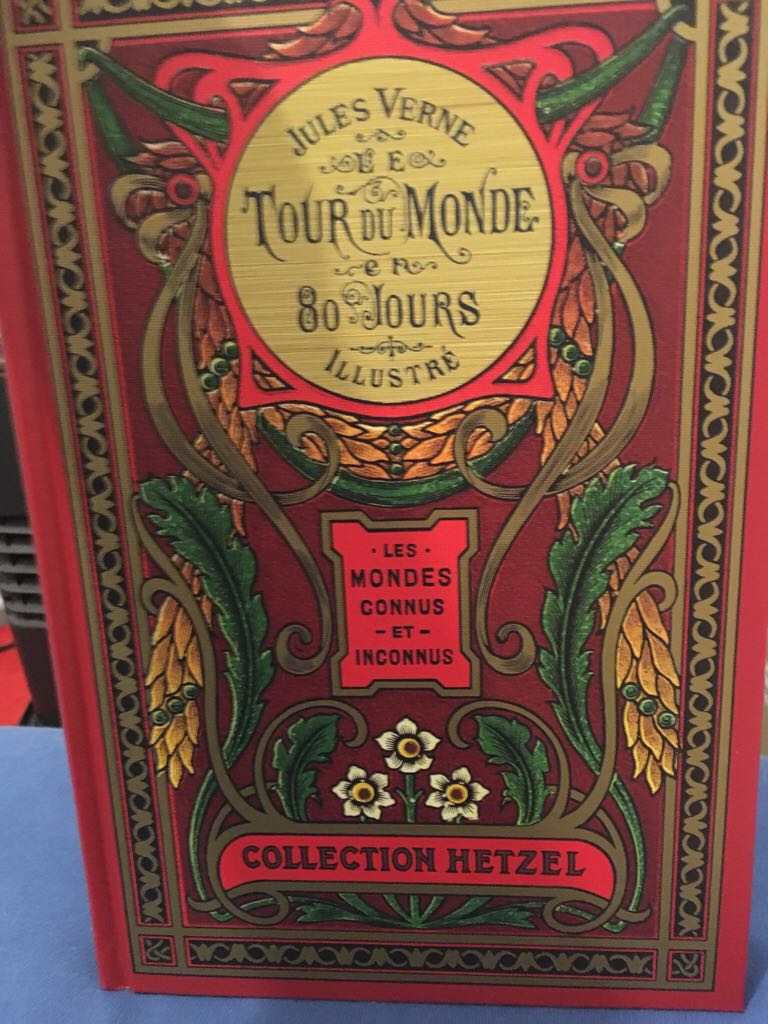 JULES VERNE
LE
TOUR DU MONDE
en
80 JOURS
ILLUSTRÉ
· LES ·
MONDES
CONNUS
- ET -
INCONNUS
COLLECTION HETZEL